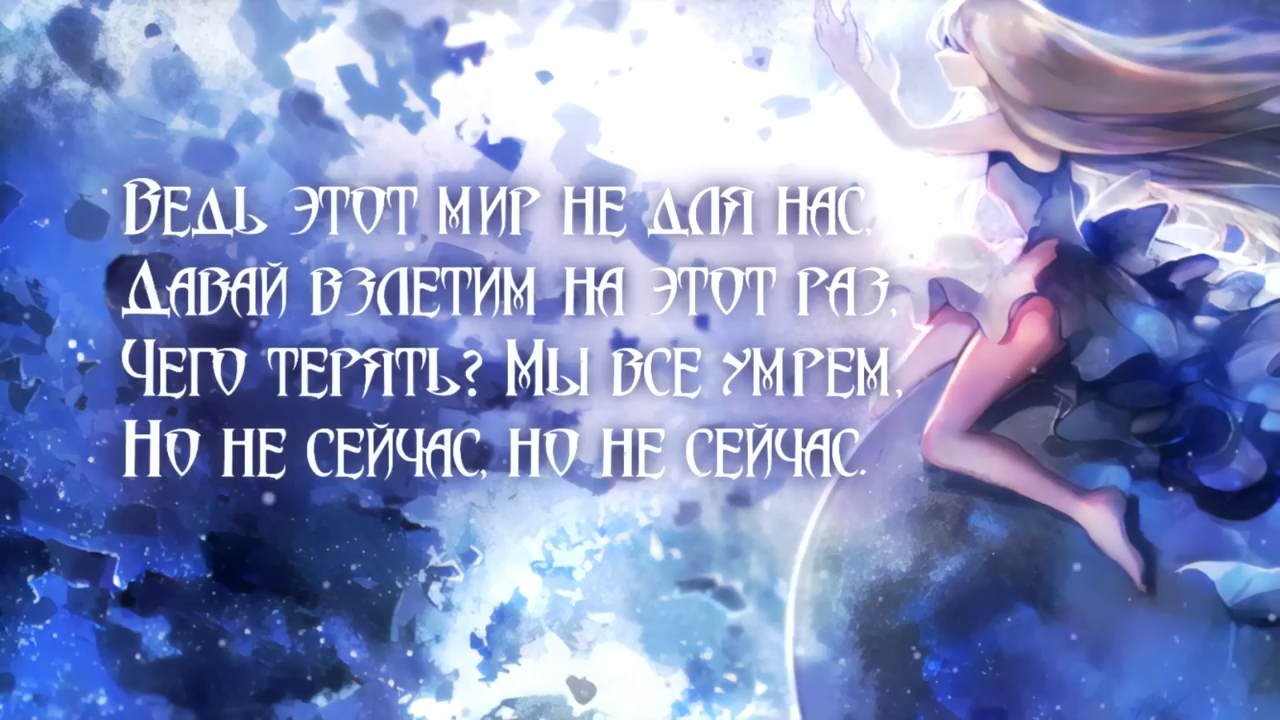 Ведь этот мир не для нас,
Давай взлетим на этот раз,
Чего терять? Мы все умрем,
Но не сейчас, но не сейчас.